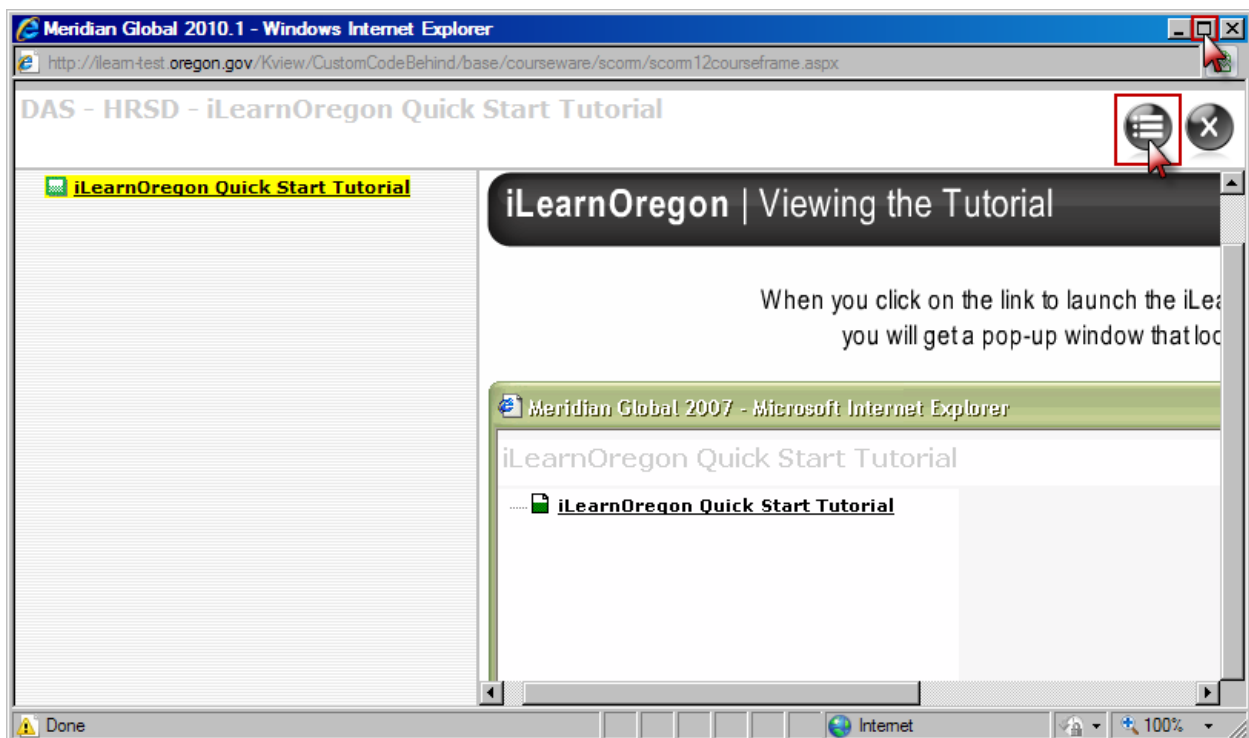 Meridian Global 2010.1 - Windows Internet Explorer
http://ilearn-test.oregon.gov/Kview/CustomCodeBehind/base/courseware/scorm/scorm12courseframe.aspx
DAS - HRSD - iLearnOregon Quick Start Tutorial
iLearnOregon Quick Start Tutorial
iLearnOregon | Viewing the Tutorial
When you click on the link to launch the iLea
you will get a pop-up window that loo
Meridian Global 2007 - Microsoft Internet Explorer
iLearnOregon Quick Start Tutorial
iLearnOregon Quick Start Tutorial
Done
Internet
100%